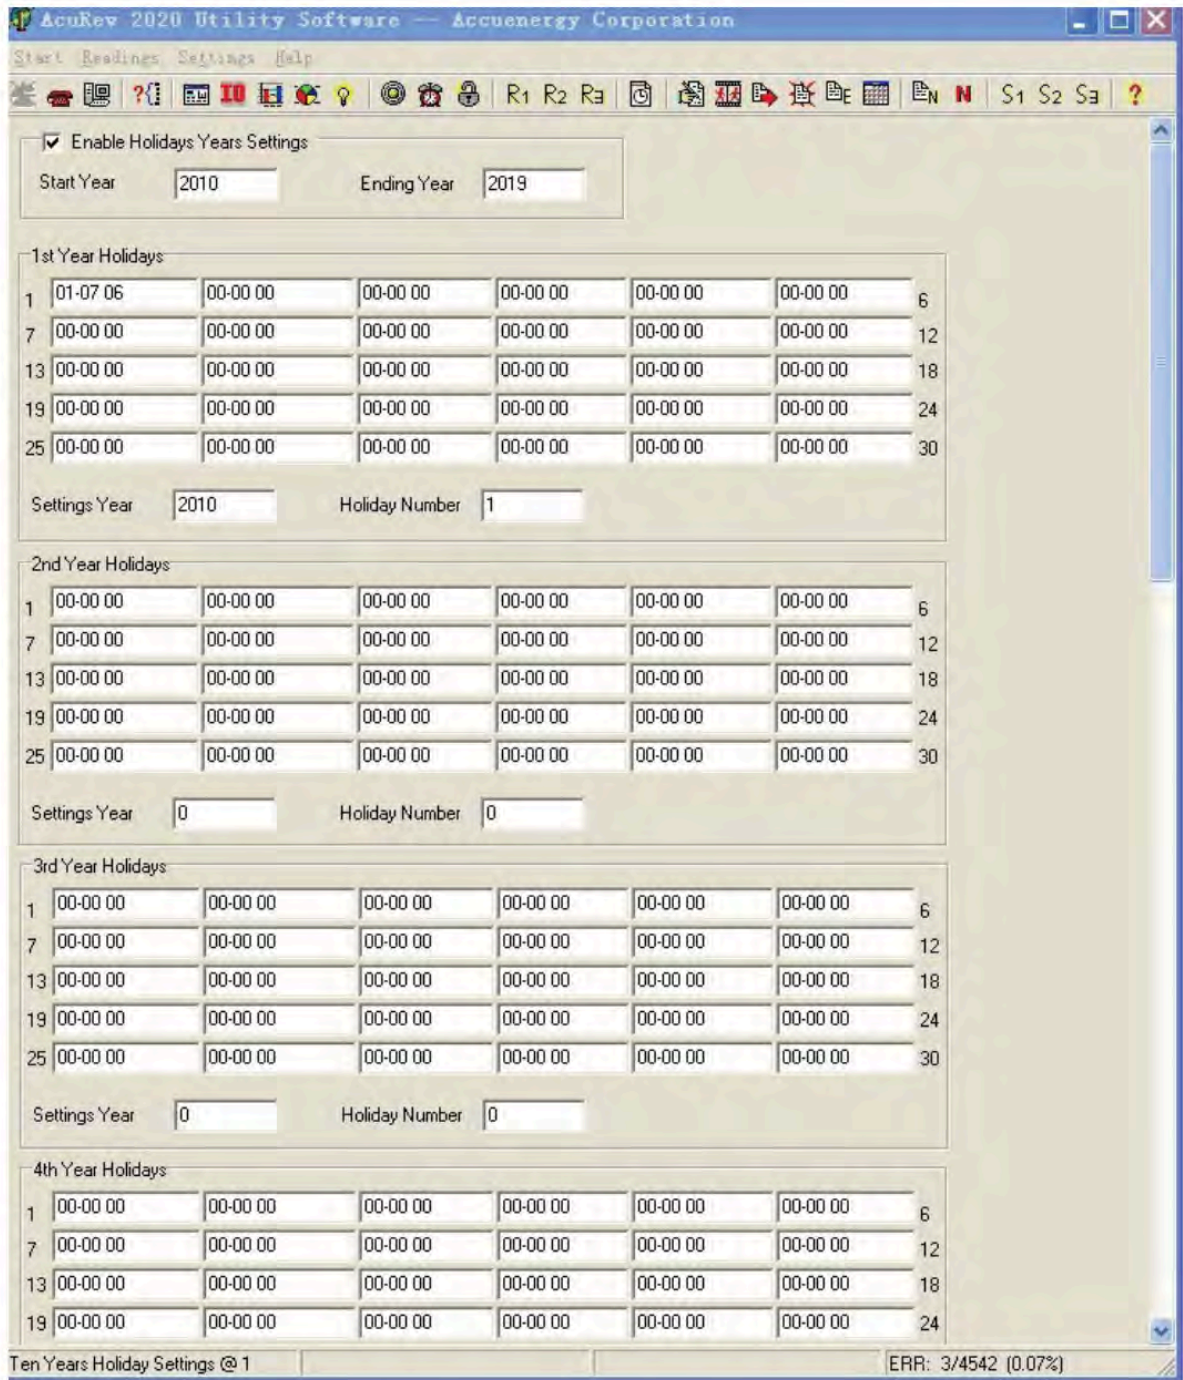 AcuRev 2020 Utility Software -- Accuenergy Corporation
Start Readings Settings Help
?{} IO R1 R2 R3 E N N S1 S2 S3 ?
Enable Holidays Years Settings
Start Year 2010 Ending Year 2019
1st Year Holidays
1 01-07 06 00-00 00 00-00 00 00-00 00 00-00 00 00-00 00 6
7 00-00 00 00-00 00 00-00 00 00-00 00 00-00 00 00-00 00 12
13 00-00 00 00-00 00 00-00 00 00-00 00 00-00 00 00-00 00 18
19 00-00 00 00-00 00 00-00 00 00-00 00 00-00 00 00-00 00 24
25 00-00 00 00-00 00 00-00 00 00-00 00 00-00 00 00-00 00 30
Settings Year 2010 Holiday Number 1
2nd Year Holidays
1 00-00 00 00-00 00 00-00 00 00-00 00 00-00 00 00-00 00 6
7 00-00 00 00-00 00 00-00 00 00-00 00 00-00 00 00-00 00 12
13 00-00 00 00-00 00 00-00 00 00-00 00 00-00 00 00-00 00 18
19 00-00 00 00-00 00 00-00 00 00-00 00 00-00 00 00-00 00 24
25 00-00 00 00-00 00 00-00 00 00-00 00 00-00 00 00-00 00 30
Settings Year 0 Holiday Number 0
3rd Year Holidays
1 00-00 00 00-00 00 00-00 00 00-00 00 00-00 00 00-00 00 6
7 00-00 00 00-00 00 00-00 00 00-00 00 00-00 00 00-00 00 12
13 00-00 00 00-00 00 00-00 00 00-00 00 00-00 00 00-00 00 18
19 00-00 00 00-00 00 00-00 00 00-00 00 00-00 00 00-00 00 24
25 00-00 00 00-00 00 00-00 00 00-00 00 00-00 00 00-00 00 30
Settings Year 0 Holiday Number 0
4th Year Holidays
1 00-00 00 00-00 00 00-00 00 00-00 00 00-00 00 00-00 00 6
7 00-00 00 00-00 00 00-00 00 00-00 00 00-00 00 00-00 00 12
13 00-00 00 00-00 00 00-00 00 00-00 00 00-00 00 00-00 00 18
19 00-00 00 00-00 00 00-00 00 00-00 00 00-00 00 00-00 00 24
Ten Years Holiday Settings @ 1 ERR: 3/4542 (0.07%)